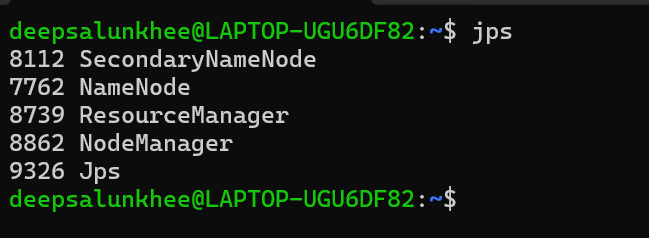 deepsalunkhee@LAPTOP-UGU6DF82:~$ jps
8112 SecondaryNameNode
7762 NameNode
8739 ResourceManager
8862 NodeManager
9326 Jps
deepsalunkhee@LAPTOP-UGU6DF82:~$